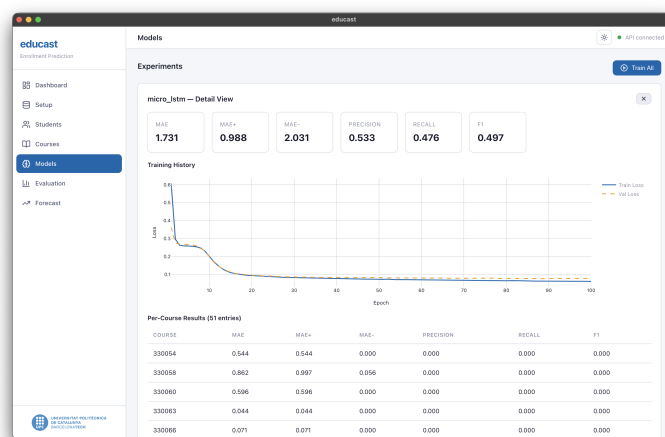 educast
educast
Enrollment Prediction
Dashboard
Setup
Students
Courses
Models
Evaluation
Forecast
UNIVERSITAT POLITÈCNICA
DE CATALUNYA
BARCELONATECH
UPC
Models
API connected
Experiments
Train All
micro_lstm — Detail View
MAE MAE+ MAE- PRECISION RECALL F1
1.731 0.988 2.031 0.533 0.476 0.497
Training History
Train Loss
Val Loss
Loss
0.6
0.5
0.4
0.3
0.2
0.1
10 20 30 40 50 60 70 80 90 100
Epoch
Per-Course Results (51 entries)
COURSE MAE MAE+ MAE- PRECISION RECALL F1
330054 0.544 0.544 0.000 0.000 0.000 0.000
330058 0.862 0.997 0.056 0.000 0.000 0.000
330060 0.596 0.596 0.000 0.000 0.000 0.000
330063 0.044 0.044 0.000 0.000 0.000 0.000
330066 0.071 0.071 0.000 0.000 0.000 0.000